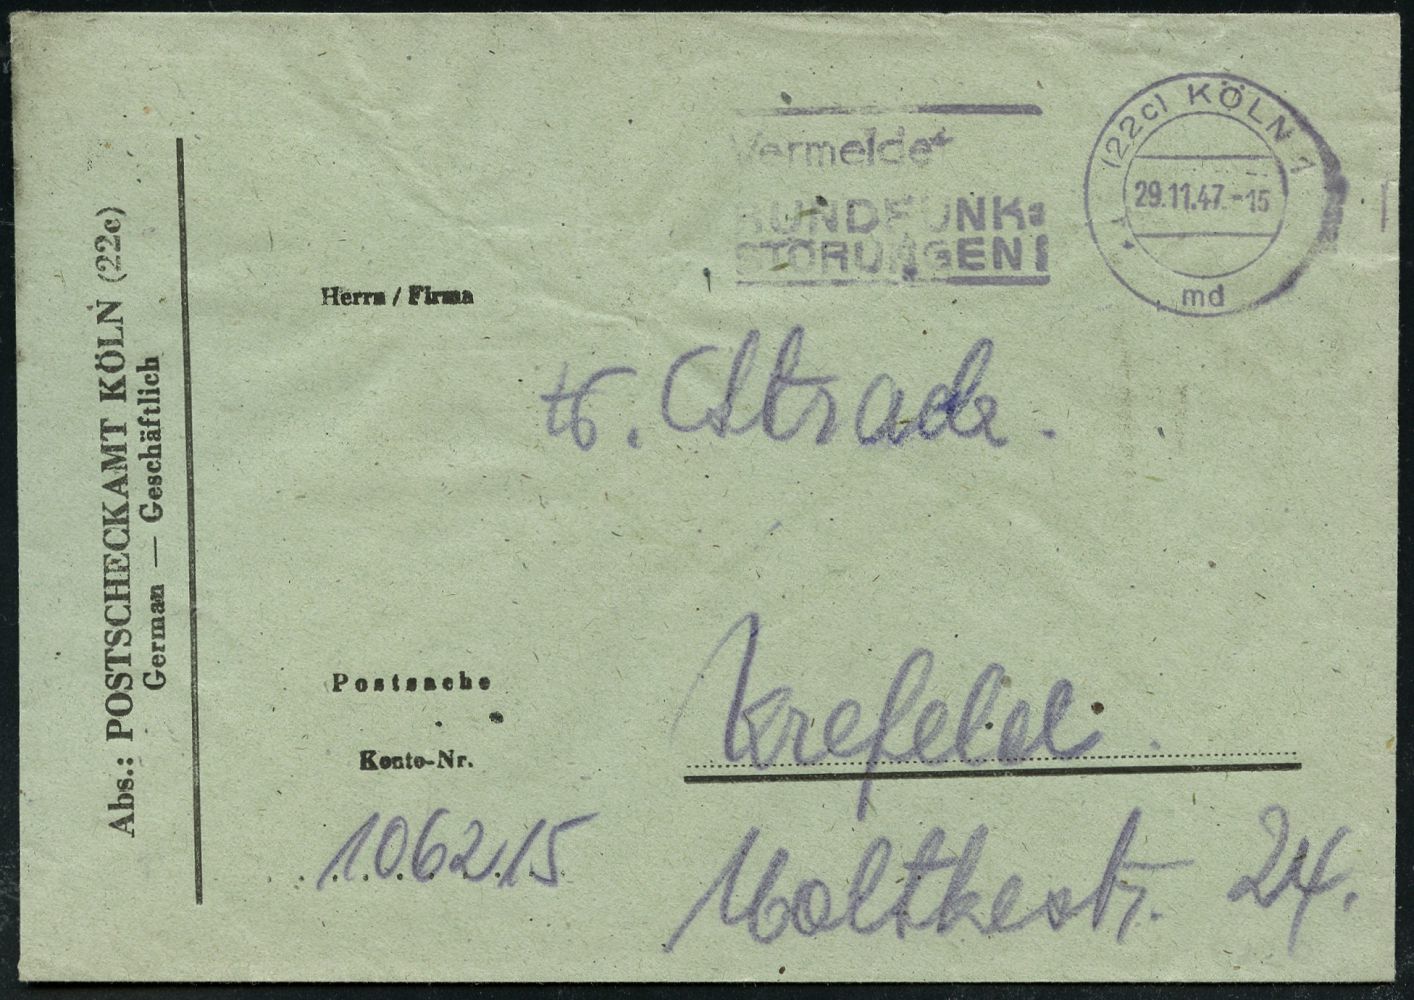 Abs.: POSTSCHECKAMT KÖLN (22c)
German — Geschäftlich
Vermeidet
RUNDFUNK=
STÖRUNGEN!
(22c) KÖLN 1
29.11.47.-15
md
Herrn / Firma
Postsache
Krefeld.
Konto-Nr.
106215
Moltkestr. 24.